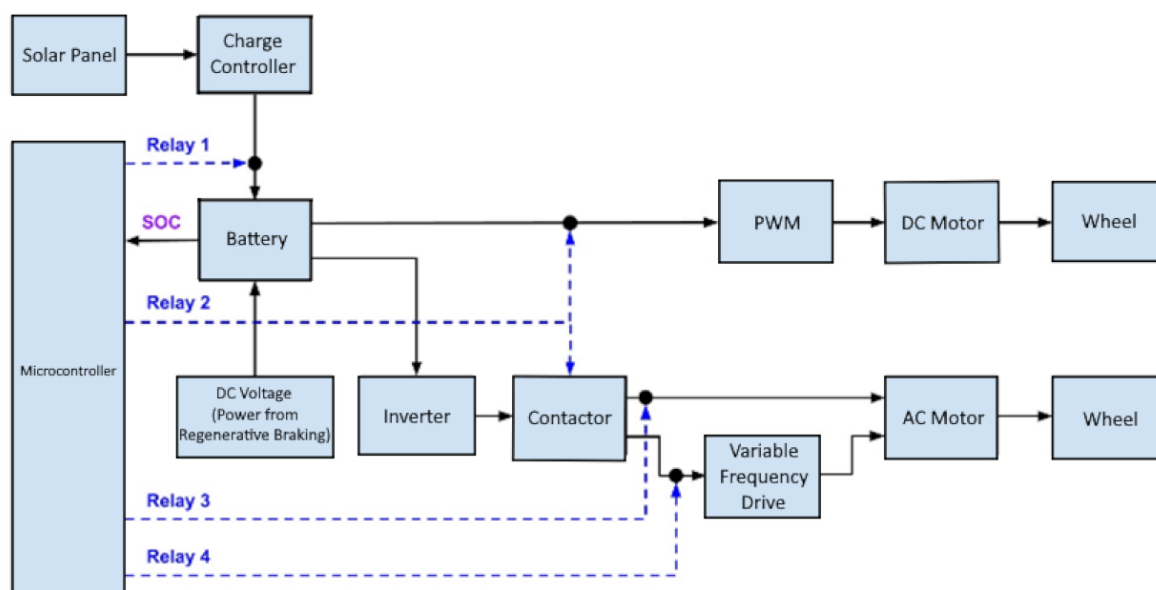 Solar Panel
Charge
Controller
Relay 1
SOC
Battery
PWM
DC Motor
Wheel
Relay 2
Microcontroller
DC Voltage
(Power from
Regenerative Braking)
Inverter
Contactor
AC Motor
Wheel
Variable
Frequency
Drive
Relay 3
Relay 4